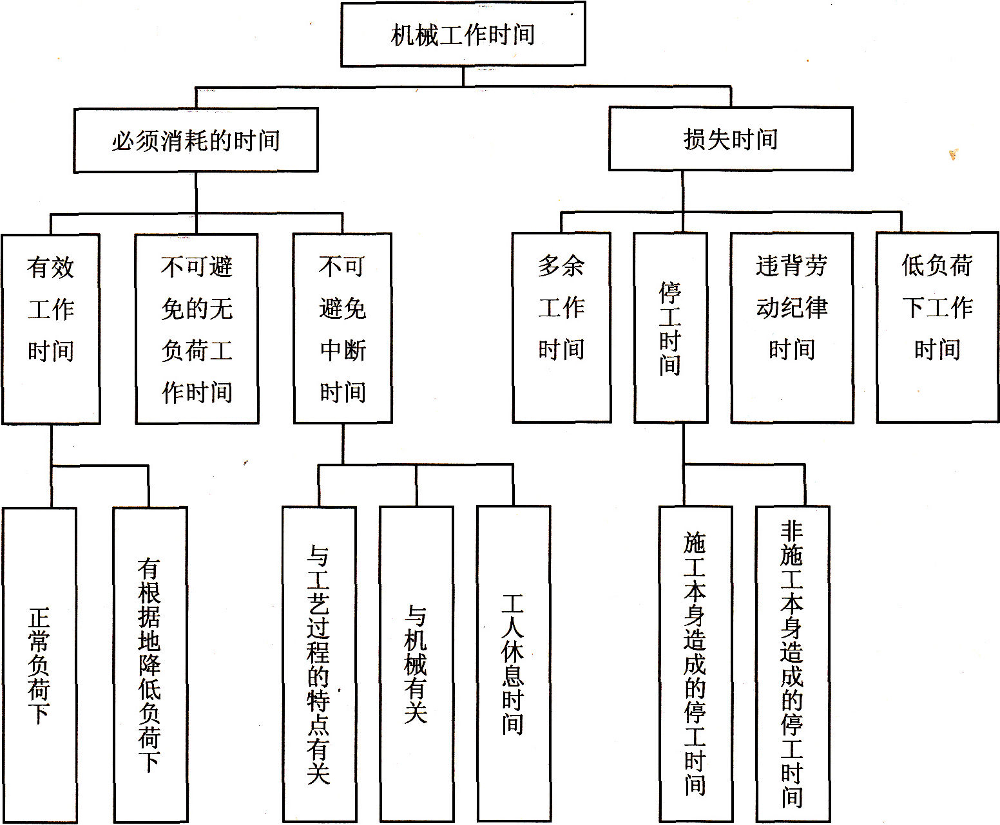 机械工作时间
必须消耗的时间
损失时间
有效
工作
时间
不可避
免的无
负荷工
作时间
不可
避免
中断
时间
多余
工作
时间
停工时间
违背劳
动纪律
时间
低负荷
下工作
时间
正常负荷下
有根据地降低负荷下
与工艺过程的特点有关
与机械有关
工人休息时间
施工本身造成的停工时间
非施工本身造成的停工时间